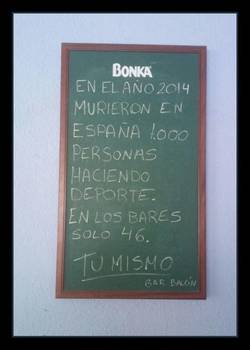 BONKA
EN EL AÑO 2014
MURIERON EN
ESPAÑA 1.000
PERSONAS
HACIENDO
DEPORTE.
EN LOS BARES
SOLO 46.
TU MISMO
BAR BALCÓN